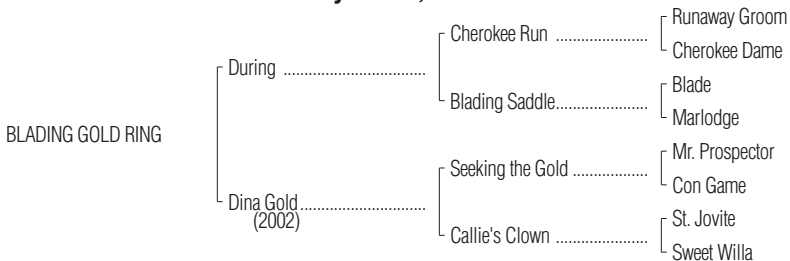 Runaway Groom
Cherokee Run ..........................
Cherokee Dame
During ........................................
Blade
Blading Saddle..........................
Marlodge
BLADING GOLD RING
Mr. Prospector
Seeking the Gold ......................
Con Game
Dina Gold....................................
(2002)
St. Jovite
Callie's Clown ..........................
Sweet Willa